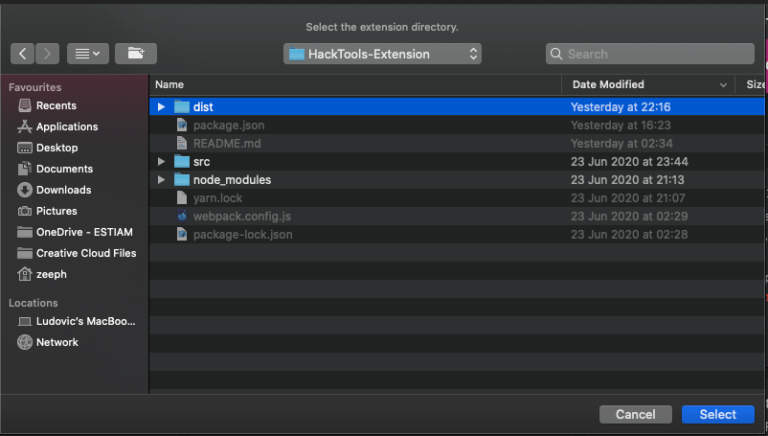 Select the extension directory.
HackTools-Extension
Search
Favourites
Recents
Applications
Desktop
Documents
Downloads
Pictures
OneDrive - ESTIAM
Creative Cloud Files
zeeph
Locations
Ludovic's MacBoo...
Network
Name Date Modified Size
dist Yesterday at 22:16
package.json Yesterday at 16:23
README.md Yesterday at 02:34
src 23 Jun 2020 at 23:44
node_modules 23 Jun 2020 at 21:13
yarn.lock 23 Jun 2020 at 21:07
webpack.config.js 23 Jun 2020 at 02:29
package-lock.json 23 Jun 2020 at 02:28
Cancel Select